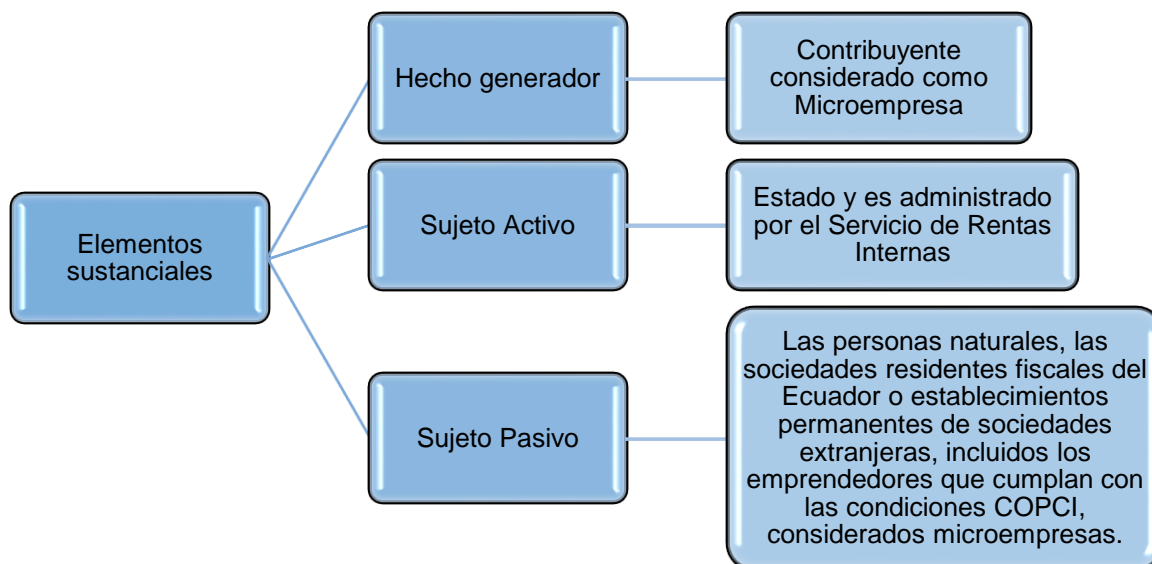 Elementos
sustanciales
Hecho generador
Contribuyente
considerado como
Microempresa
Sujeto Activo
Estado y es administrado
por el Servicio de Rentas
Internas
Sujeto Pasivo
Las personas naturales, las
sociedades residentes fiscales del
Ecuador o establecimientos
permanentes de sociedades
extranjeras, incluidos los
emprendedores que cumplan con
las condiciones COPCI,
considerados microempresas.